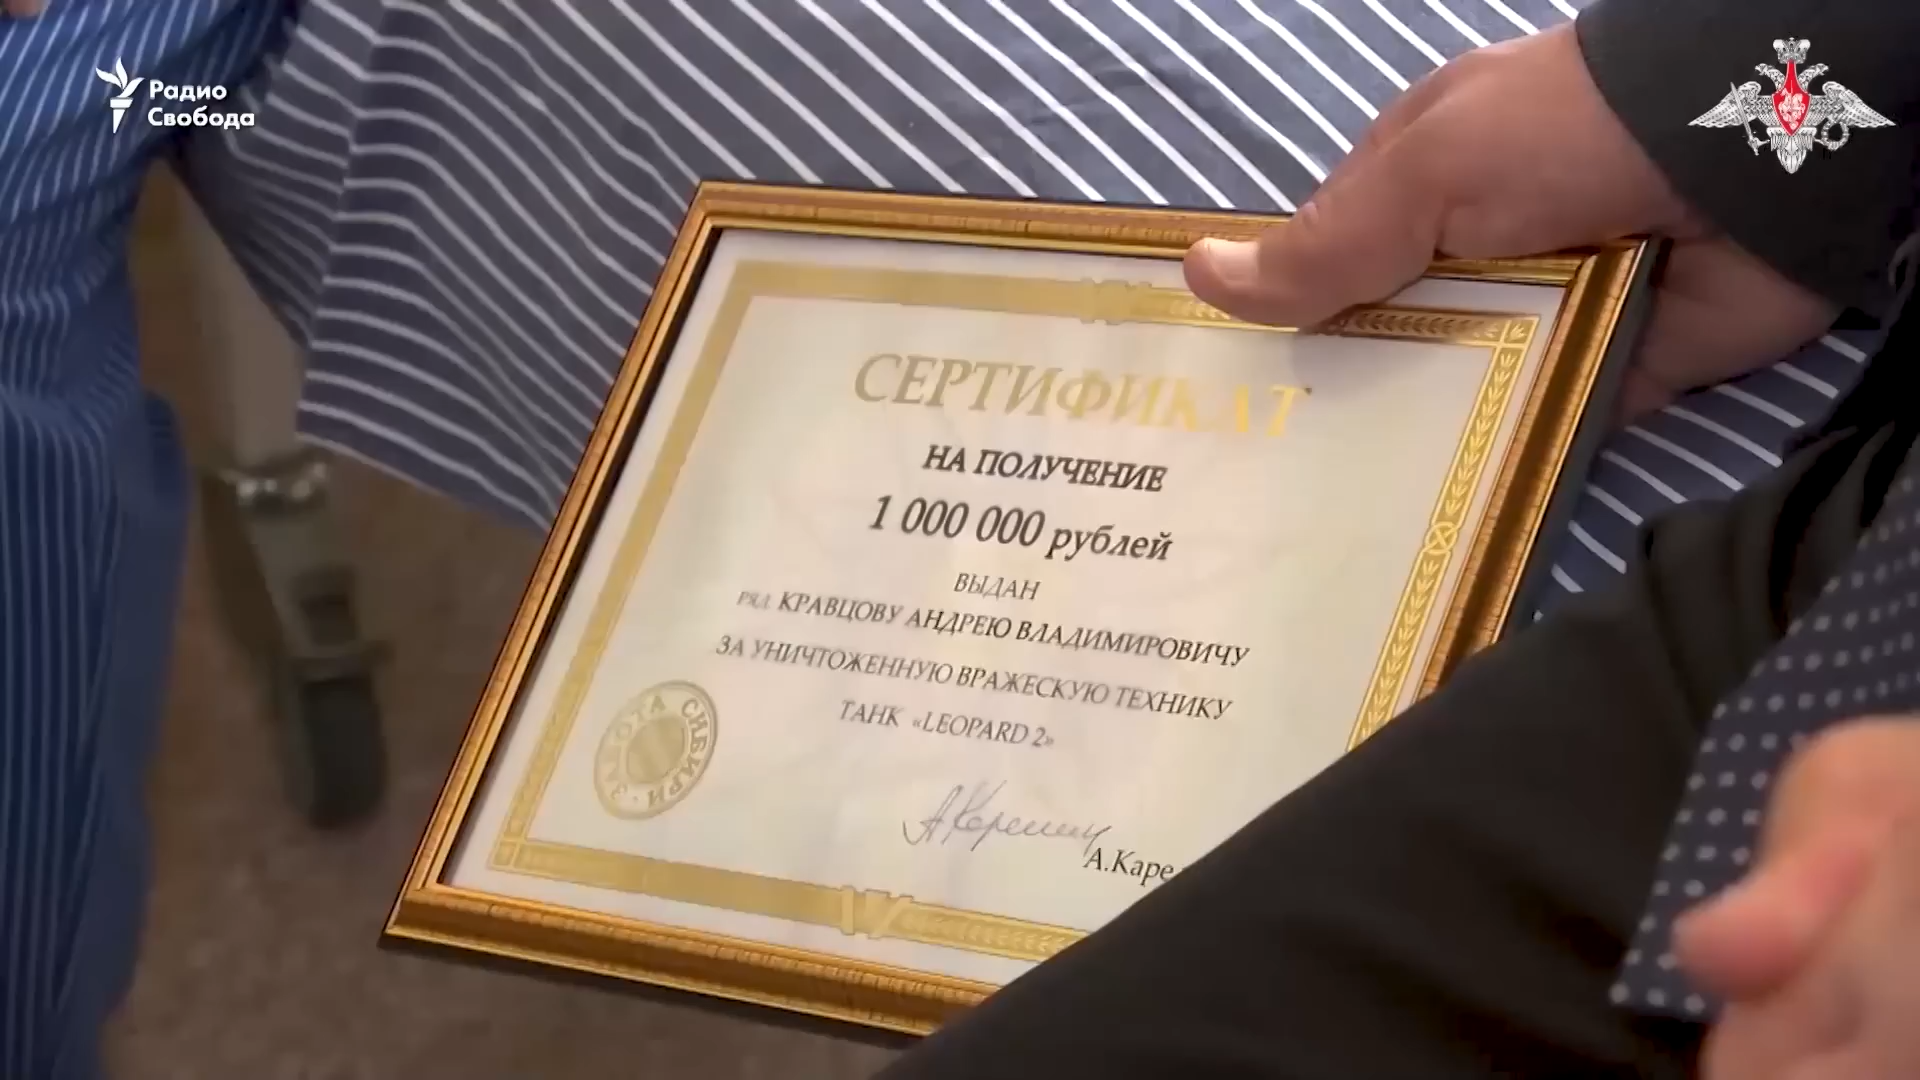 Радио
Свобода
СЕРТИФИКАТ
НА ПОЛУЧЕНИЕ
1 000 000 рублей
ВЫДАН
РЯД. КРАВЦОВУ АНДРЕЮ ВЛАДИМИРОВИЧУ
ЗА УНИЧТОЖЕННУЮ ВРАЖЕСКУЮ ТЕХНИКУ
ТАНК «LEOPARD 2»
СИБИРИ
А.Каре